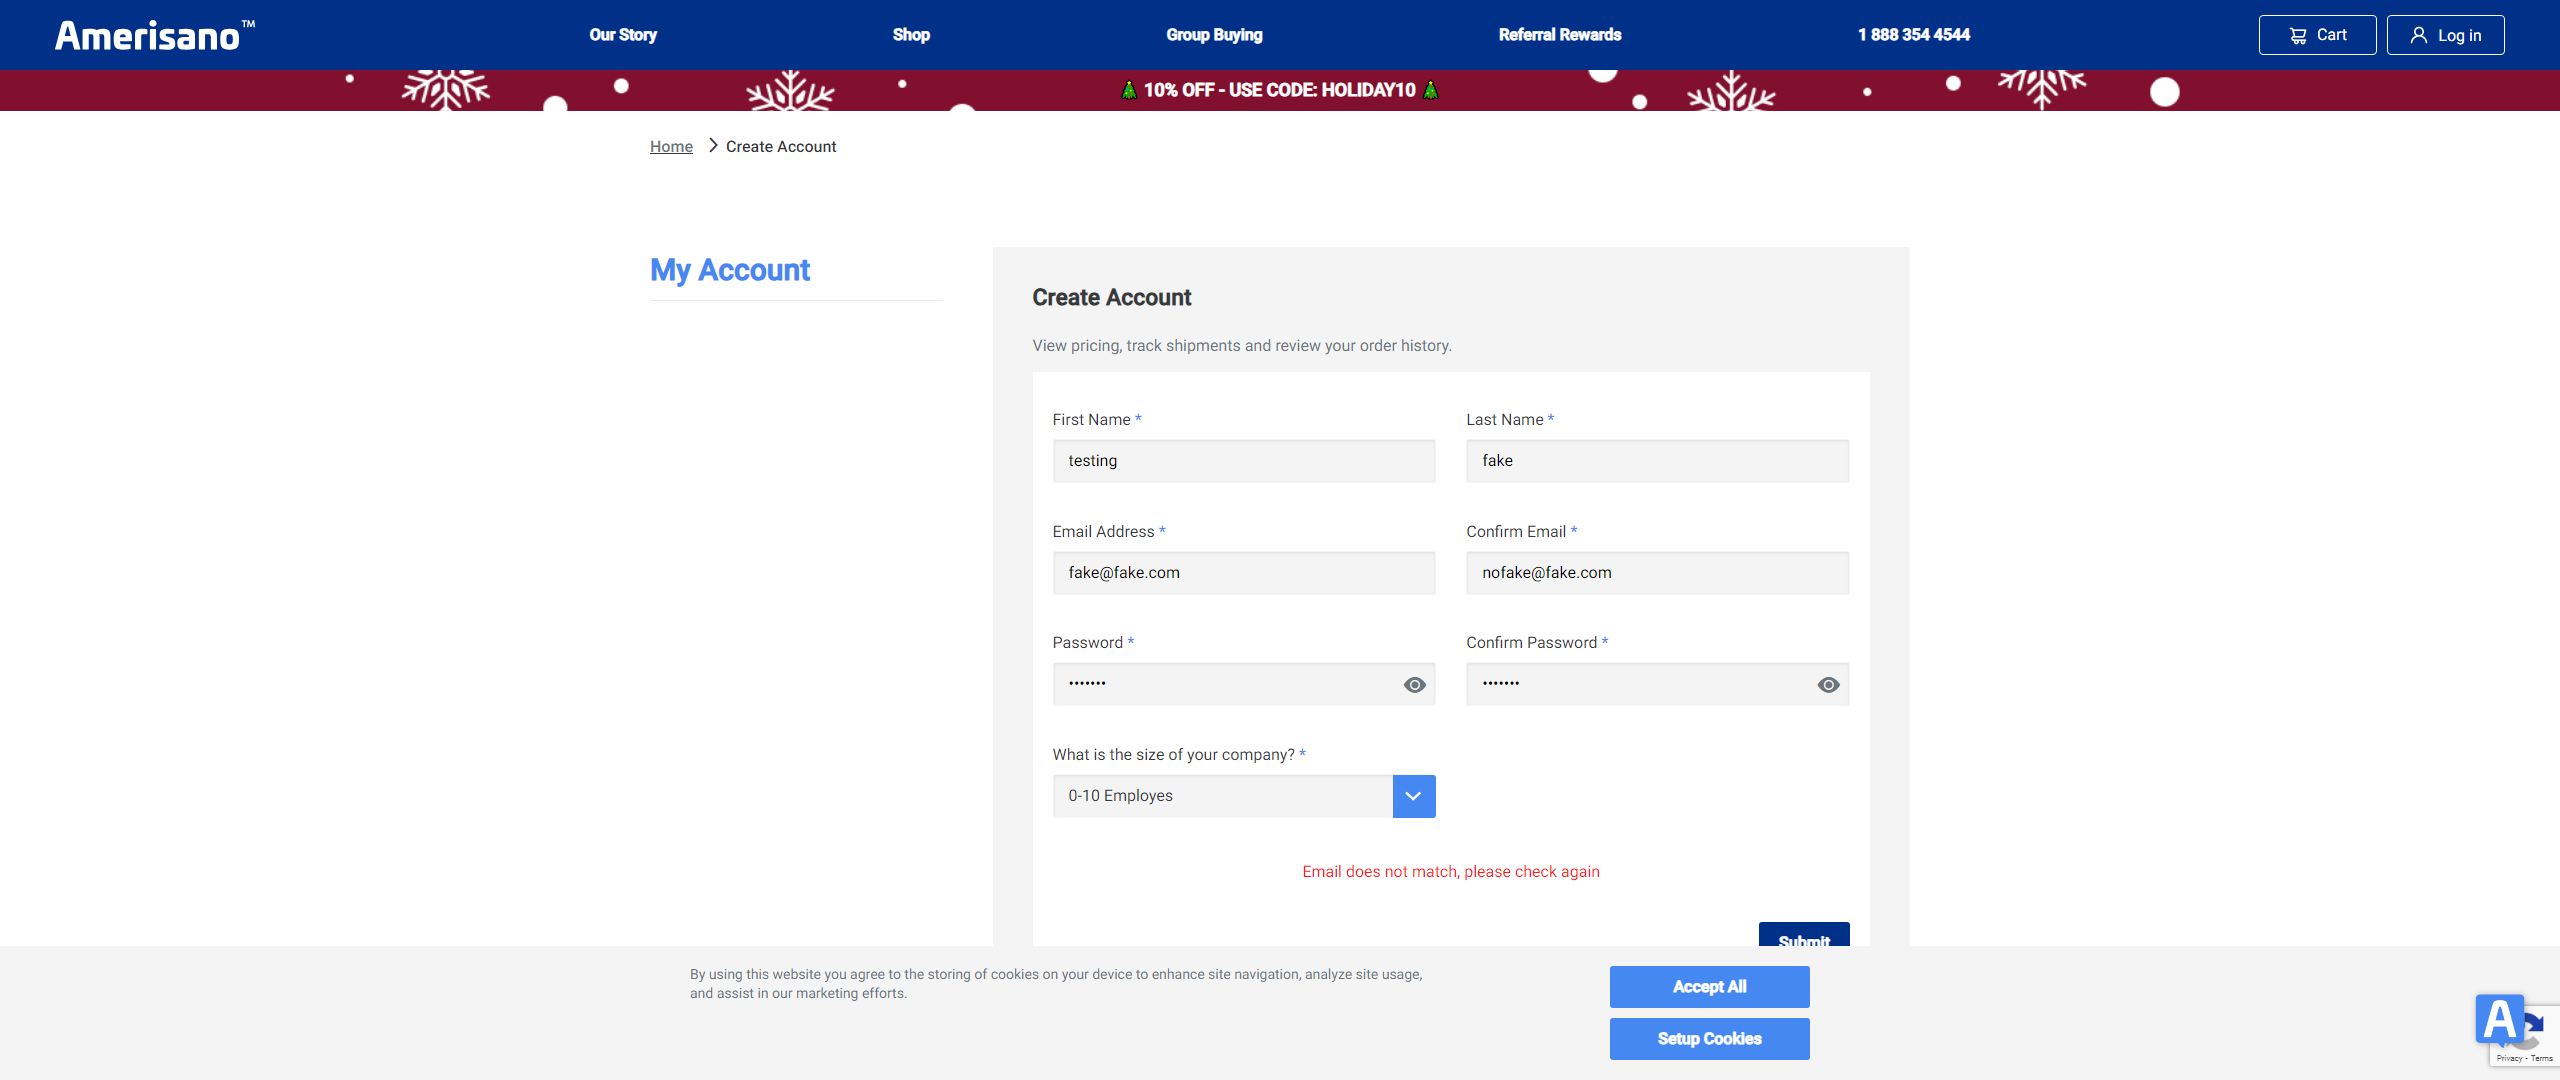 Amerisano™
Our Story
Shop
Group Buying
Referral Rewards
1 888 354 4544
Cart
Log in
10% OFF - USE CODE: HOLIDAY10
Home
Create Account
My Account
Create Account
View pricing, track shipments and review your order history.
First Name *
Last Name *
testing
fake
Email Address *
Confirm Email *
fake@fake.com
nofake@fake.com
Password *
Confirm Password *
•••••••
•••••••
What is the size of your company? *
0-10 Employes
Email does not match, please check again
Submit
By using this website you agree to the storing of cookies on your device to enhance site navigation, analyze site usage,
and assist in our marketing efforts.
Accept All
Setup Cookies
A
Privacy - Terms